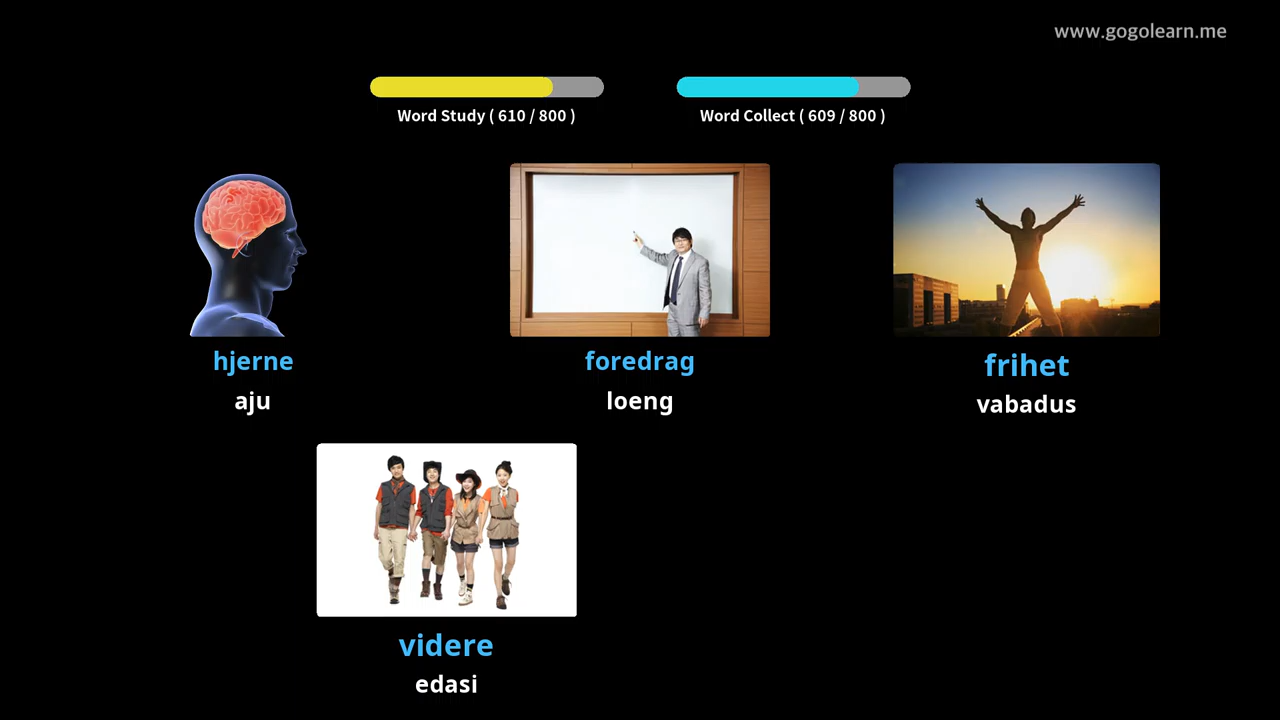 www.gogolearn.me
Word Study ( 610 / 800 )
Word Collect ( 609 / 800 )
hjerne
aju
foredrag
loeng
frihet
vabadus
videre
edasi